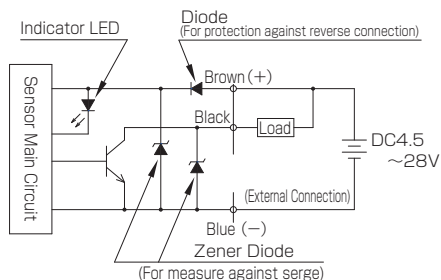 Indicator LED
Diode
(For protection against reverse connection)
Brown (+)
Black
Load
Sensor Main Circuit
DC4.5
～28V
(External Connection)
Blue (−)
Zener Diode
(For measure against serge)